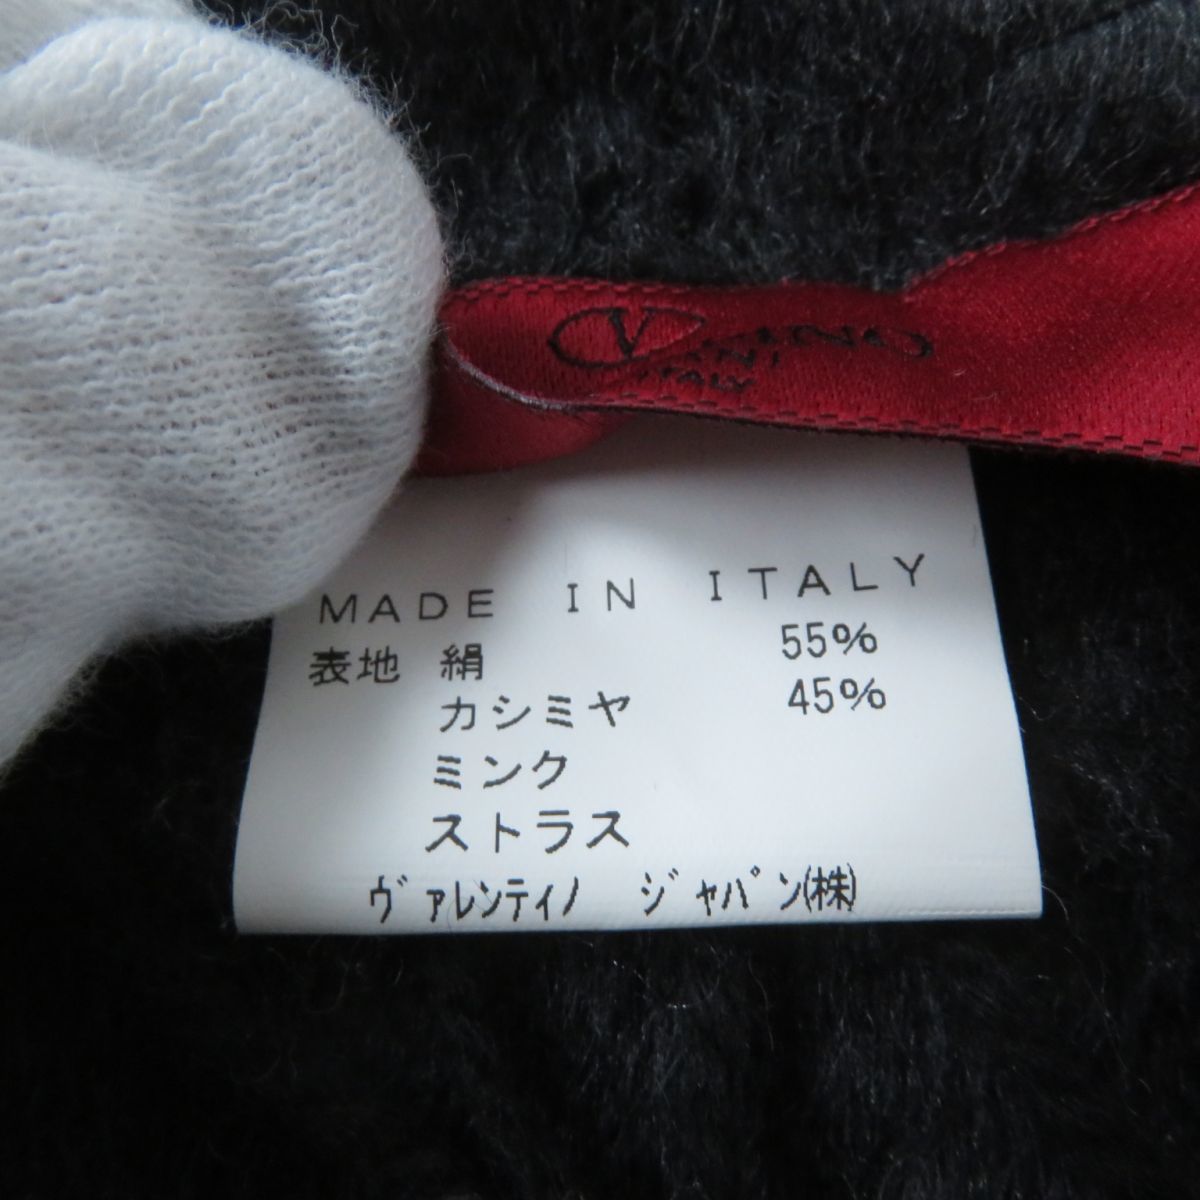 V
ITALY
MADE IN ITALY
表地 絹 55%
カシミヤ 45%
ミンク
ストラス
ヴァレンティノ ジャパン(株)